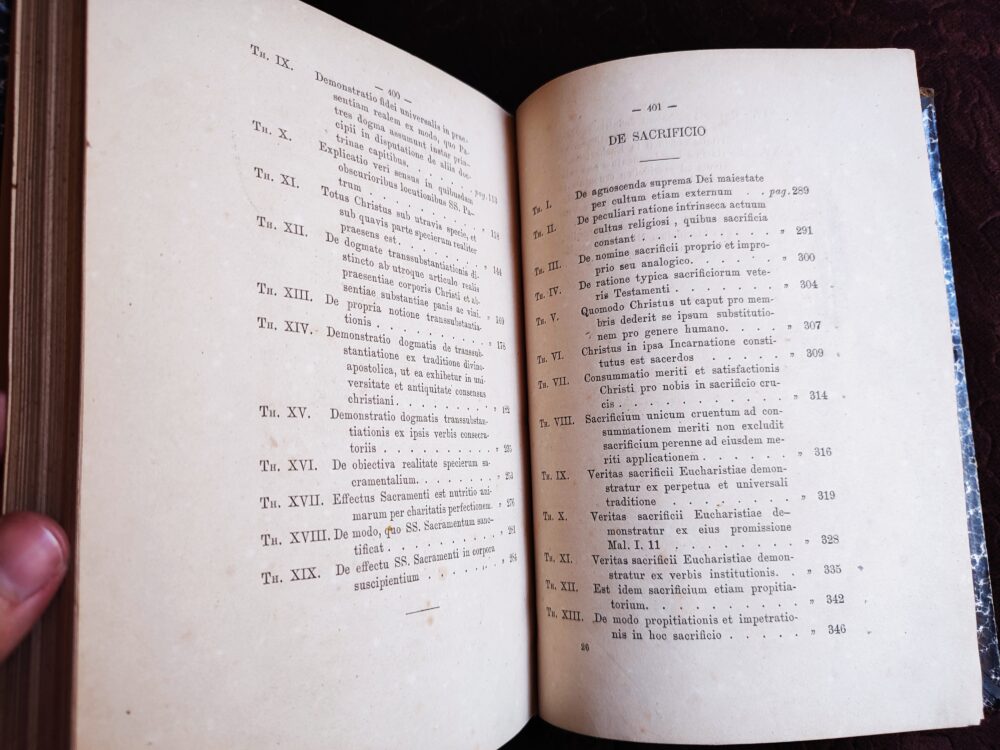 — 400 —
Th. IX. Demonstratio fidei universalis in prae-
sentiam realem ex modo, quo Pa-
tres dogma assumunt instar prin-
cipii in disputatione de aliis doc-
trinae capitibus. . . . . . . pag. 133
Th. X. Explicatio veri sensus in quibusdam
obscurioribus locutionibus SS. Pa-
trum . . . . . . . . . „
Th. XI. Totus Christus sub utravis specie, et
sub quavis parte specierum realiter
praesens est . . . . . . . „ 144
Th. XII. De dogmate transsubstantiationis di-
stincto ab utroque articulo realis
praesentiae corporis Christi et ab-
sentiae substantiae panis ac vini. „ 169
Th. XIII. De propria notione transsubstantia-
tionis . . . . . . . . . „ 178
Th. XIV. Demonstratio dogmatis de transsub-
stantiatione ex traditione divino-
apostolica, ut ea exhibetur in uni-
versitate et antiquitate consensus
christiani . . . . . . . . „
Th. XV. Demonstratio dogmatis transsubstan-
tiationis ex ipsis verbis consecra-
toriis . . . . . . . . . „
Th. XVI. De obiectiva realitate specierum sa-
cramentalium. . . . . . . „
Th. XVII. Effectus Sacramenti est nutritio ani-
marum per charitatis perfectionem. „ 276
Th. XVIII. De modo, quo SS. Sacramentum sanc-
tificat . . . . . . . . . „ 281
Th. XIX. De effectu SS. Sacramenti in corpora
suscipientium . . . . . . „ 284
— 401 —
DE SACRIFICIO
Th. I. De agnoscenda suprema Dei maiestate
per cultum etiam externum . . pag. 289
Th. II. De peculiari ratione intrinseca actuum
cultus religiosi, quibus sacrificia
constant . . . . . . . . „ 291
Th. III. De nomine sacrificii proprio et impro-
prio seu analogico. . . . . . „ 300
Th. IV. De ratione typica sacrificiorum vete-
ris Testamenti . . . . . . „ 304
Th. V. Quomodo Christus ut caput pro mem-
bris dederit se ipsum substitutio-
nem pro genere humano. . . . . „ 307
Th. VI. Christus in ipsa Incarnatione consti-
tutus est sacerdos . . . . . „ 309
Th. VII. Consummatio meriti et satisfactionis
Christi pro nobis in sacrificio cru-
cis . . . . . . . . . . „ 314
Th. VIII. Sacrificium unicum cruentum ad con-
summationem meriti non excludit
sacrificium perenne ad eiusdem me-
riti applicationem . . . . . „ 316
Th. IX. Veritas sacrificii Eucharistiae demon-
stratur ex perpetua et universali
traditione . . . . . . . . „ 319
Th. X. Veritas sacrificii Eucharistiae de-
monstratur ex eius promissione
Mal. I. 11 . . . . . . . . „ 328
Th. XI. Veritas sacrificii Eucharistiae demon-
stratur ex verbis institutionis. . „ 335
Th. XII. Est idem sacrificium etiam propitia-
torium. . . . . . . . . . „ 342
Th. XIII. De modo propitiationis et impetratio-
nis in hoc sacrificio . . . . . „ 346
26